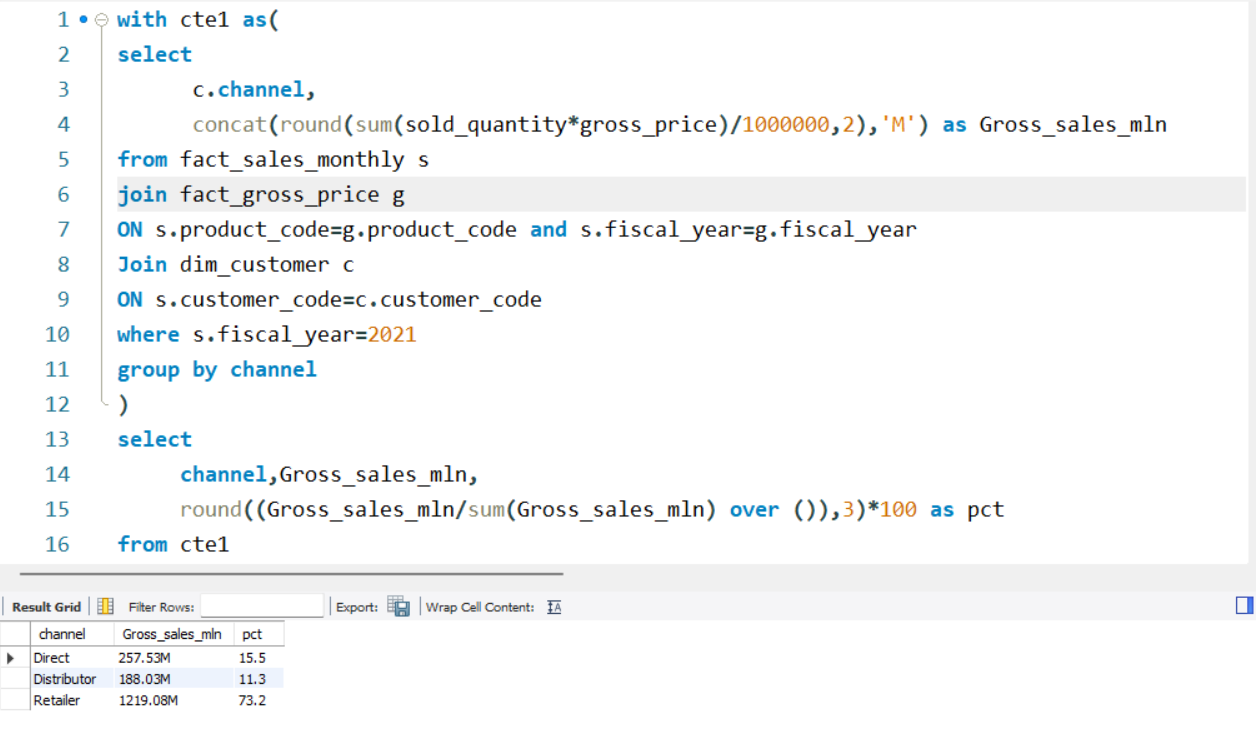 1 with cte1 as(
2 select
3 c.channel,
4 concat(round(sum(sold_quantity*gross_price)/1000000,2),'M') as Gross_sales_mln
5 from fact_sales_monthly s
6 join fact_gross_price g
7 ON s.product_code=g.product_code and s.fiscal_year=g.fiscal_year
8 Join dim_customer c
9 ON s.customer_code=c.customer_code
10 where s.fiscal_year=2021
11 group by channel
12 )
13 select
14 channel,Gross_sales_mln,
15 round((Gross_sales_mln/sum(Gross_sales_mln) over ()),3)*100 as pct
16 from cte1
Result Grid Filter Rows: Export: Wrap Cell Content: IA
channel Gross_sales_mln pct
Direct 257.53M 15.5
Distributor 188.03M 11.3
Retailer 1219.08M 73.2